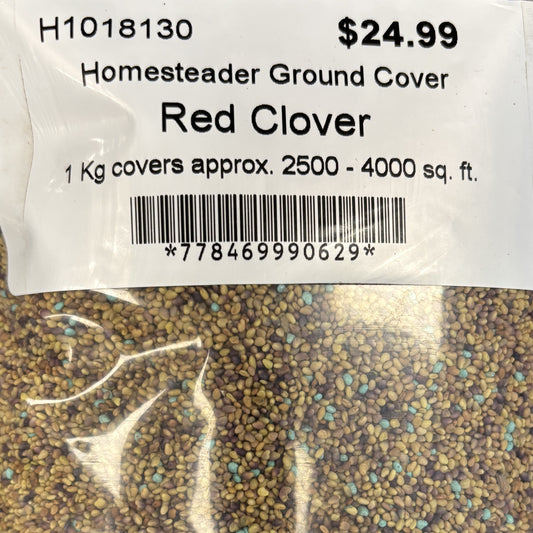 H1018130 $24.99
Homesteader Ground Cover
Red Clover
1 Kg covers approx. 2500 - 4000 sq. ft.
*778469990629*